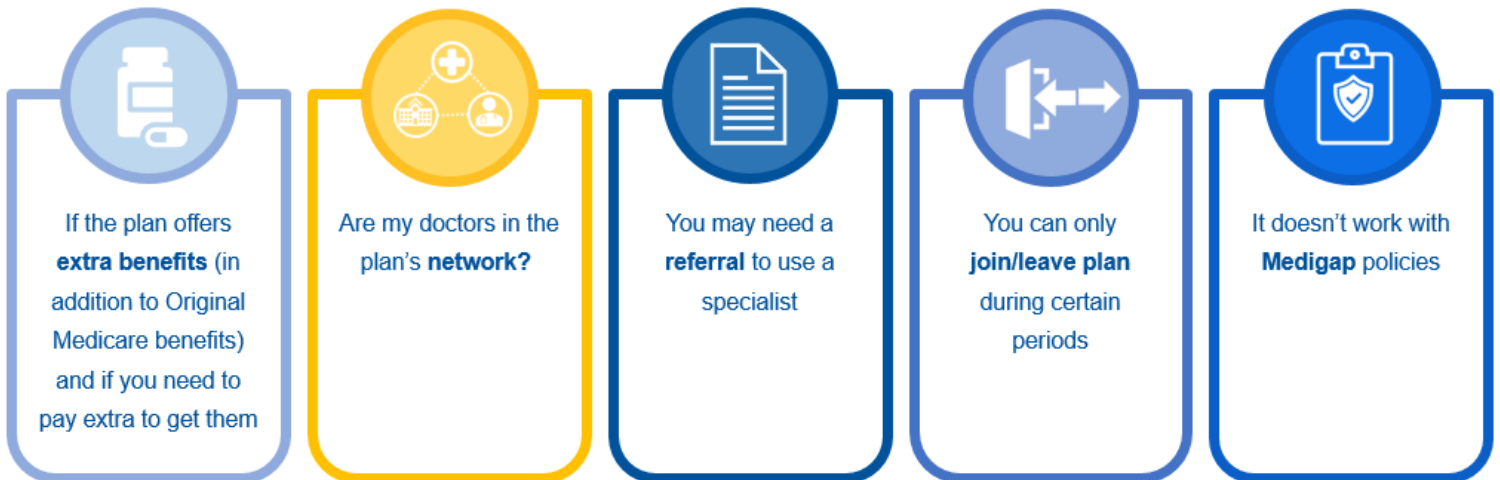 If the plan offers
extra benefits (in
addition to Original
Medicare benefits)
and if you need to
pay extra to get them
Are my doctors in the
plan’s network?
You may need a
referral to use a
specialist
You can only
join/leave plan
during certain
periods
It doesn’t work with
Medigap policies